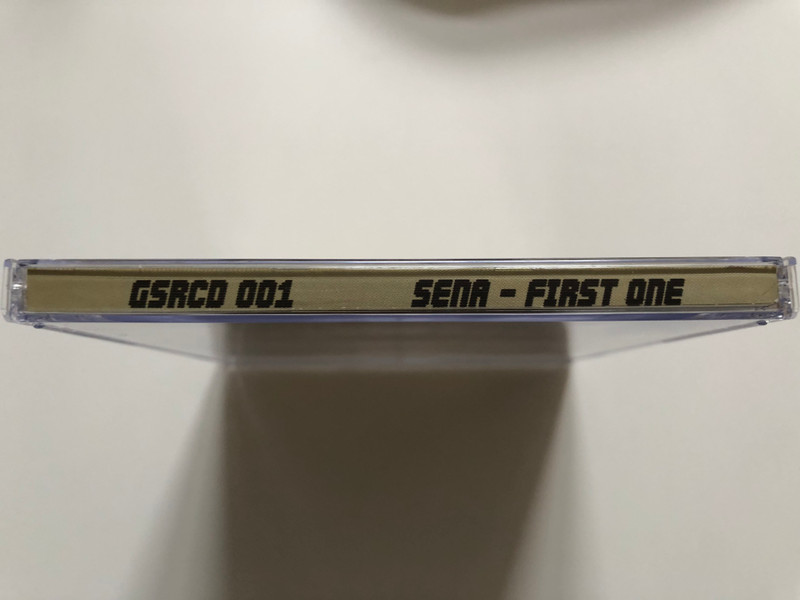 GSRCD 001 SENA - FIRST ONE